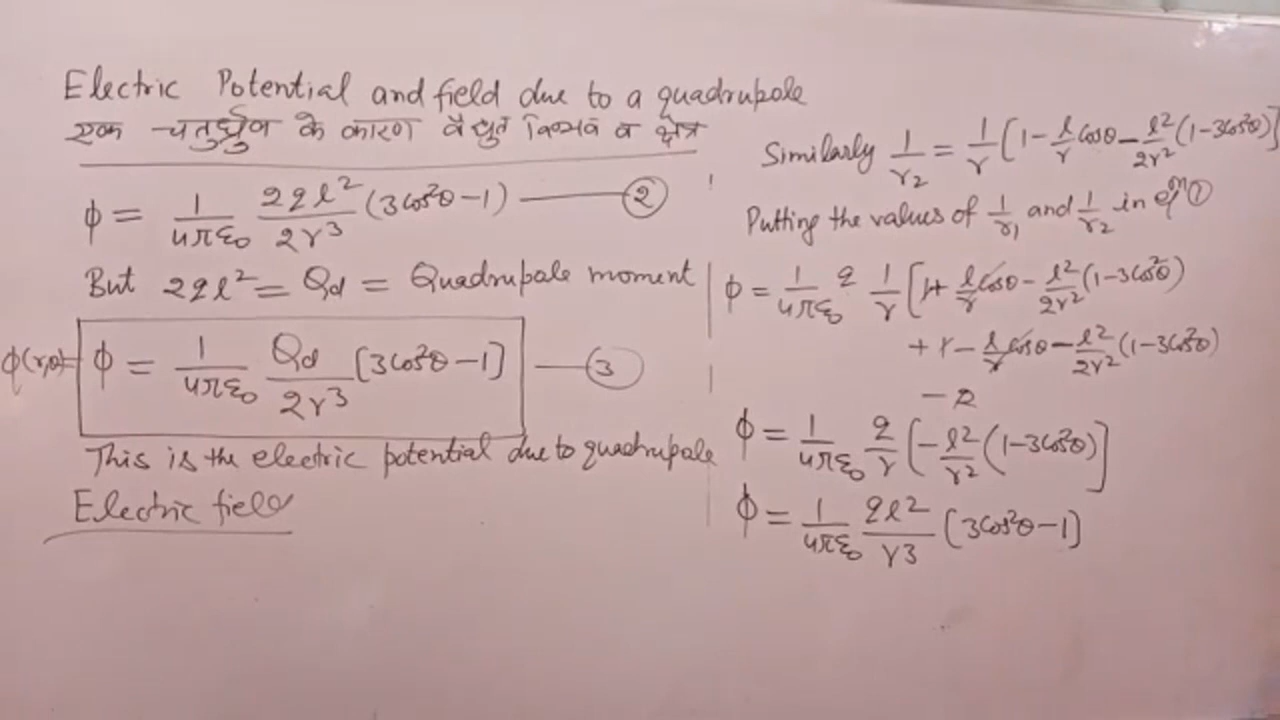 Electric Potential and field due to a quadrupole
एक चतुर्ध्रुव के कारण वैद्युत विभव व क्षेत्र
ϕ = 1/4πε₀ 2ql²/2r³ (3cos²θ-1) —— ②
But 2ql² = Qd = Quadrupole moment
ϕ(r,θ)= ϕ = 1/4πε₀ Qd/2r³ [3cos²θ-1] —— ③
This is the electric potential due to quadrupole
Electric field
Similarly 1/r₂ = 1/r [1 - l/r cosθ - l²/2r² (1-3cos²θ)]
Putting the values of 1/r₁ and 1/r₂ in eqⁿ ①
ϕ = 1/4πε₀ q 1/r [1 + l/r cosθ - l²/2r² (1-3cos²θ)
+ 1 - l/r cosθ - l²/2r² (1-3cos²θ)
- 2
ϕ = 1/4πε₀ q/r [- l²/r² (1-3cos²θ)]
ϕ = 1/4πε₀ ql²/r3 [3cos²θ-1]